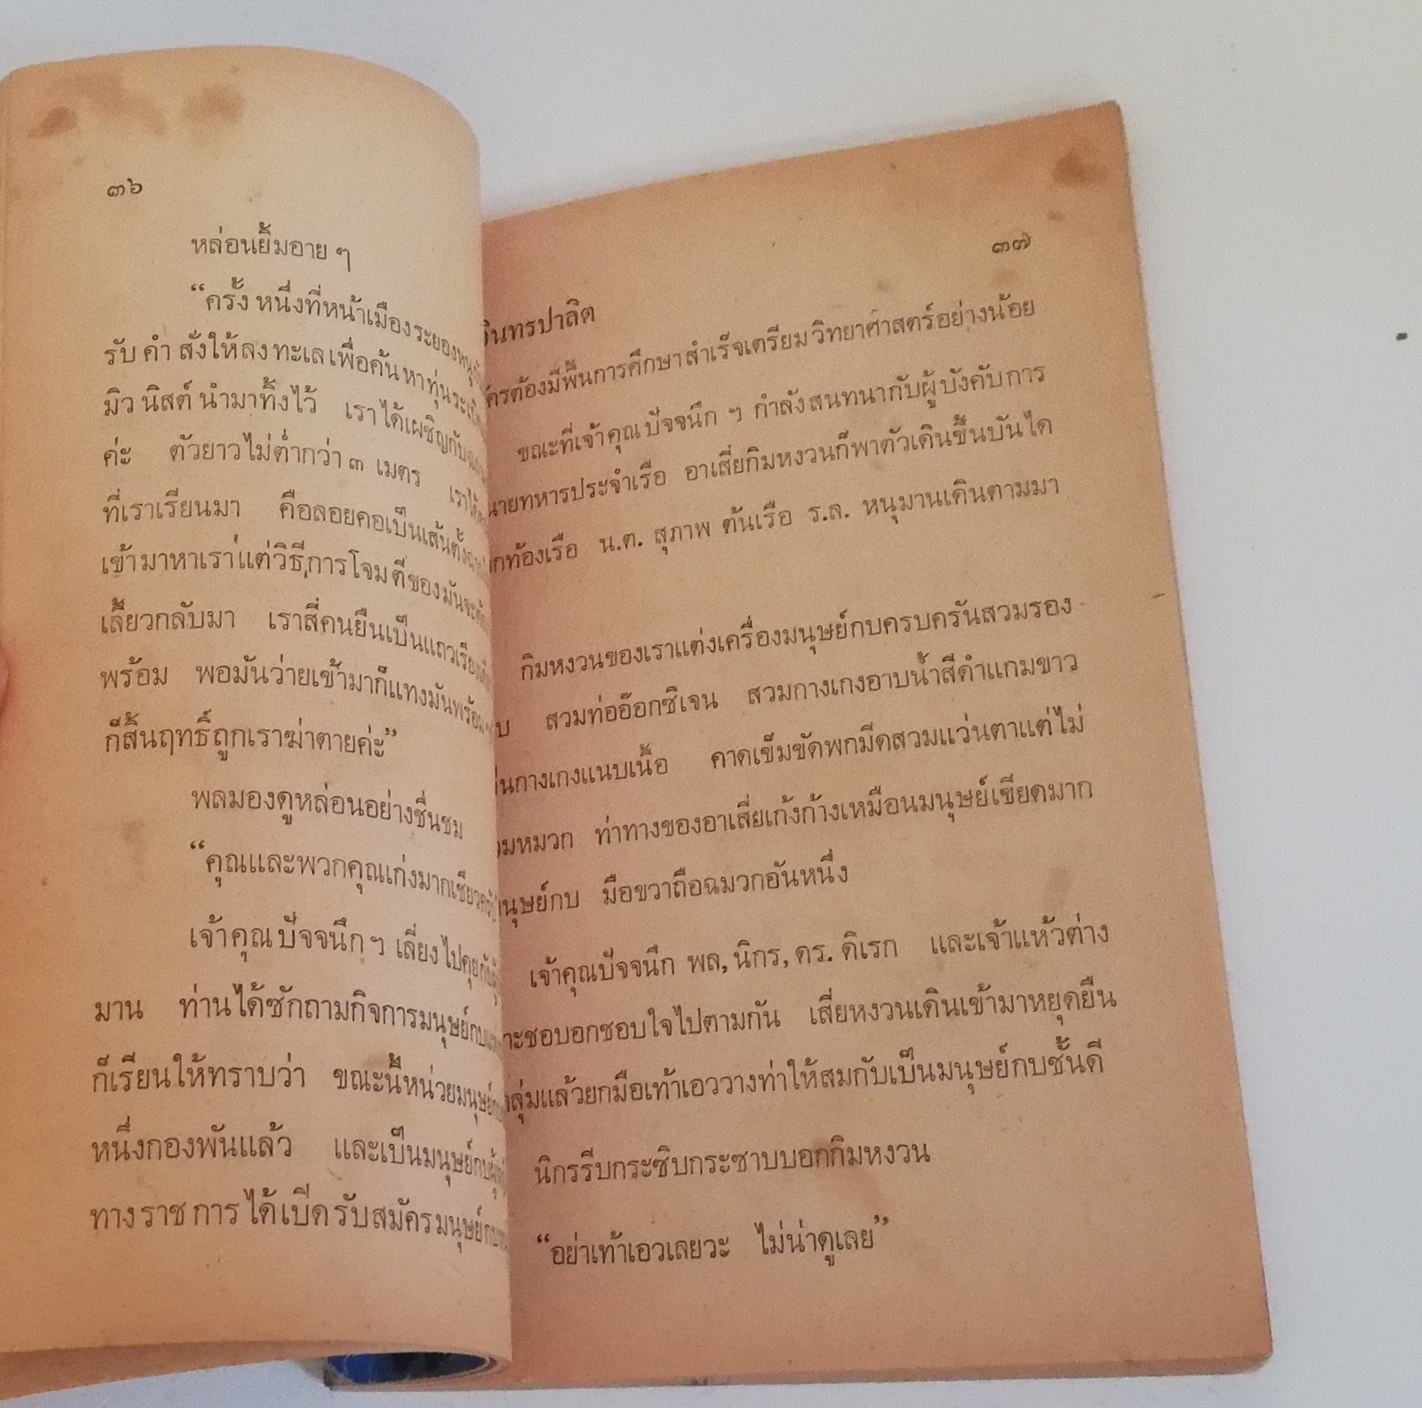 ๓๖
หล่อนยิ้มอาย ๆ
“ครั้งหนึ่งที่หน้าเมืองระยอง
รับคำสั่งให้ลงทะเลเพื่อค้นหาทุ่นระเบิด
มิวนิสต์นำมาทิ้งไว้ เราได้เผชิญกับ
ค่ะ ตัวยาวไม่ต่ำกว่า ๓ เมตร เราได้
ที่เราเรียนมา คือลอยคอเป็นเส้นตั้ง
เข้ามาหาเราแต่วิธีการโจมตีของมันจะ
เลี้ยวกลับมา เราสี่คนยืนเป็นแถวเรียง
พร้อม พอมันว่ายเข้ามาก็แทงมันพร้อม
ก็สิ้นฤทธิ์ถูกเราฆ่าตายค่ะ”
พลมองดูหล่อนอย่างชื่นชม
“คุณและพวกคุณเก่งมากเชียว
เจ้าคุณปัจจนึก ฯ เลี่ยงไปคุยกับ
มาน ท่านได้ซักถามกิจการมนุษย์กบ
ก็เรียนให้ทราบว่า ขณะนี้หน่วยมนุษย์
หนึ่งกองพันแล้ว และเป็นมนุษย์กบ
ทางราชการได้เปิดรับสมัครมนุษย์กบ
๓๗
อินทรปาลิต
ต้องมีพื้นการศึกษาสำเร็จเตรียมวิทยาศาสตร์อย่างน้อย
ขณะที่เจ้าคุณปัจจนึก ฯ กำลังสนทนากับผู้บังคับการ
นายทหารประจำเรือ อาเสี่ยกิมหงวนก็พาตัวเดินขึ้นบันได
ท้องเรือ น.ต. สุภาพ ต้นเรือ ร.ล. หนุมานเดินตามมา
กิมหงวนของเราแต่งเครื่องมนุษย์กบครบครันสวมรอง
สวมท่ออ๊อกซิเจน สวมกางเกงอาบน้ำสีดำแถมขาว
กางเกงแนบเนื้อ คาดเข็มขัดพกมีดสวมแว่นตาแต่ไม่
หมวก ท่าทางของอาเสี่ยเก้งก้างเหมือนมนุษย์เขียดมาก
มนุษย์กบ มือขวาถือฉมวกอันหนึ่ง
เจ้าคุณปัจจนึก พล, นิกร, ดร. ดิเรก และเจ้าแห้วต่าง
ชอบอกชอบใจไปตามกัน เสี่ยหงวนเดินเข้ามาหยุดยืน
กลุ่มแล้วยกมือเท้าเอววางท่าให้สมกับเป็นมนุษย์กบชั้นดี
นิกรรีบกระซิบกระซาบบอกกิมหงวน
“อย่าเท้าเอวเลยวะ ไม่น่าดูเลย”